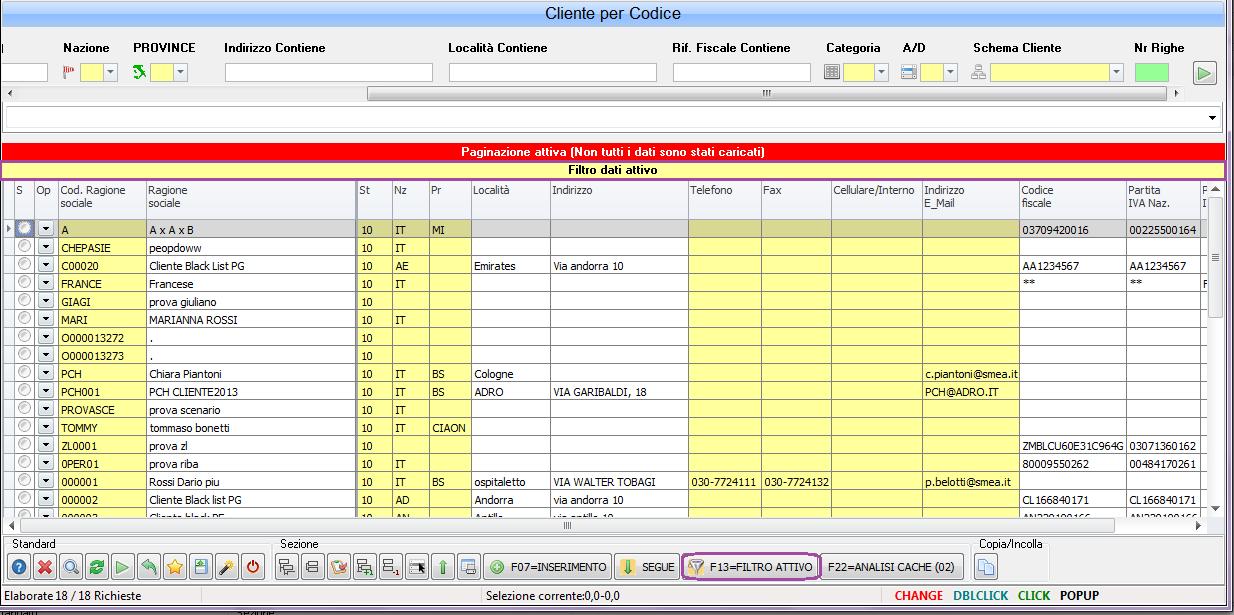 Cliente per Codice
Nazione PROVINCE Indirizzo Contiene Località Contiene Rif. Fiscale Contiene Categoria A/D Schema Cliente Nr Righe
Paginazione attiva (Non tutti i dati sono stati caricati)
Filtro dati attivo
S Op Cod. Ragione sociale Ragione sociale St Nz Pr Località Indirizzo Telefono Fax Cellulare/Interno Indirizzo E_Mail Codice fiscale Partita IVA Naz.
A A x A x B 10 IT MI 03709420016 00225500164
CHEPASIE peopdoww 10 IT
C00020 Cliente Black List PG 10 AE Emirates Via andorra 10 AA1234567 AA1234567
FRANCE Francese 10 IT ** ** F
GIAGI prova giuliano 10
MARI MARIANNA ROSSI 10 IT
O000013272 . 10
O000013273 . 10
PCH Chiara Piantoni 10 IT BS Cologne c.piantoni@smea.it
PCH001 PCH CLIENTE2013 10 IT BS ADRO VIA GARIBALDI, 18 PCH@ADRO.IT
PROVASCE prova scenario 10 IT
TOMMY tommaso bonetti 10 IT CIAON
ZL0001 prova zl 10 ZMBLCU60E31C964G 03071360162
0PER01 prova riba 10 IT 80009550262 00484170261
000001 Rossi Dario piu 10 IT BS ospitaletto VIA WALTER TOBAGI 030-7724111 030-7724132 p.belotti@smea.it
000002 Cliente Black list PG 10 AD Andorra via andorra 10 CL166840171 CL166840171
Standard Sezione Copia/Incolla
F07=INSERIMENTO SEGUE F13=FILTRO ATTIVO F22=ANALISI CACHE (02)
Elaborate 18 / 18 Richieste Selezione corrente:0,0-0,0 CHANGE DBLCLICK CLICK POPUP